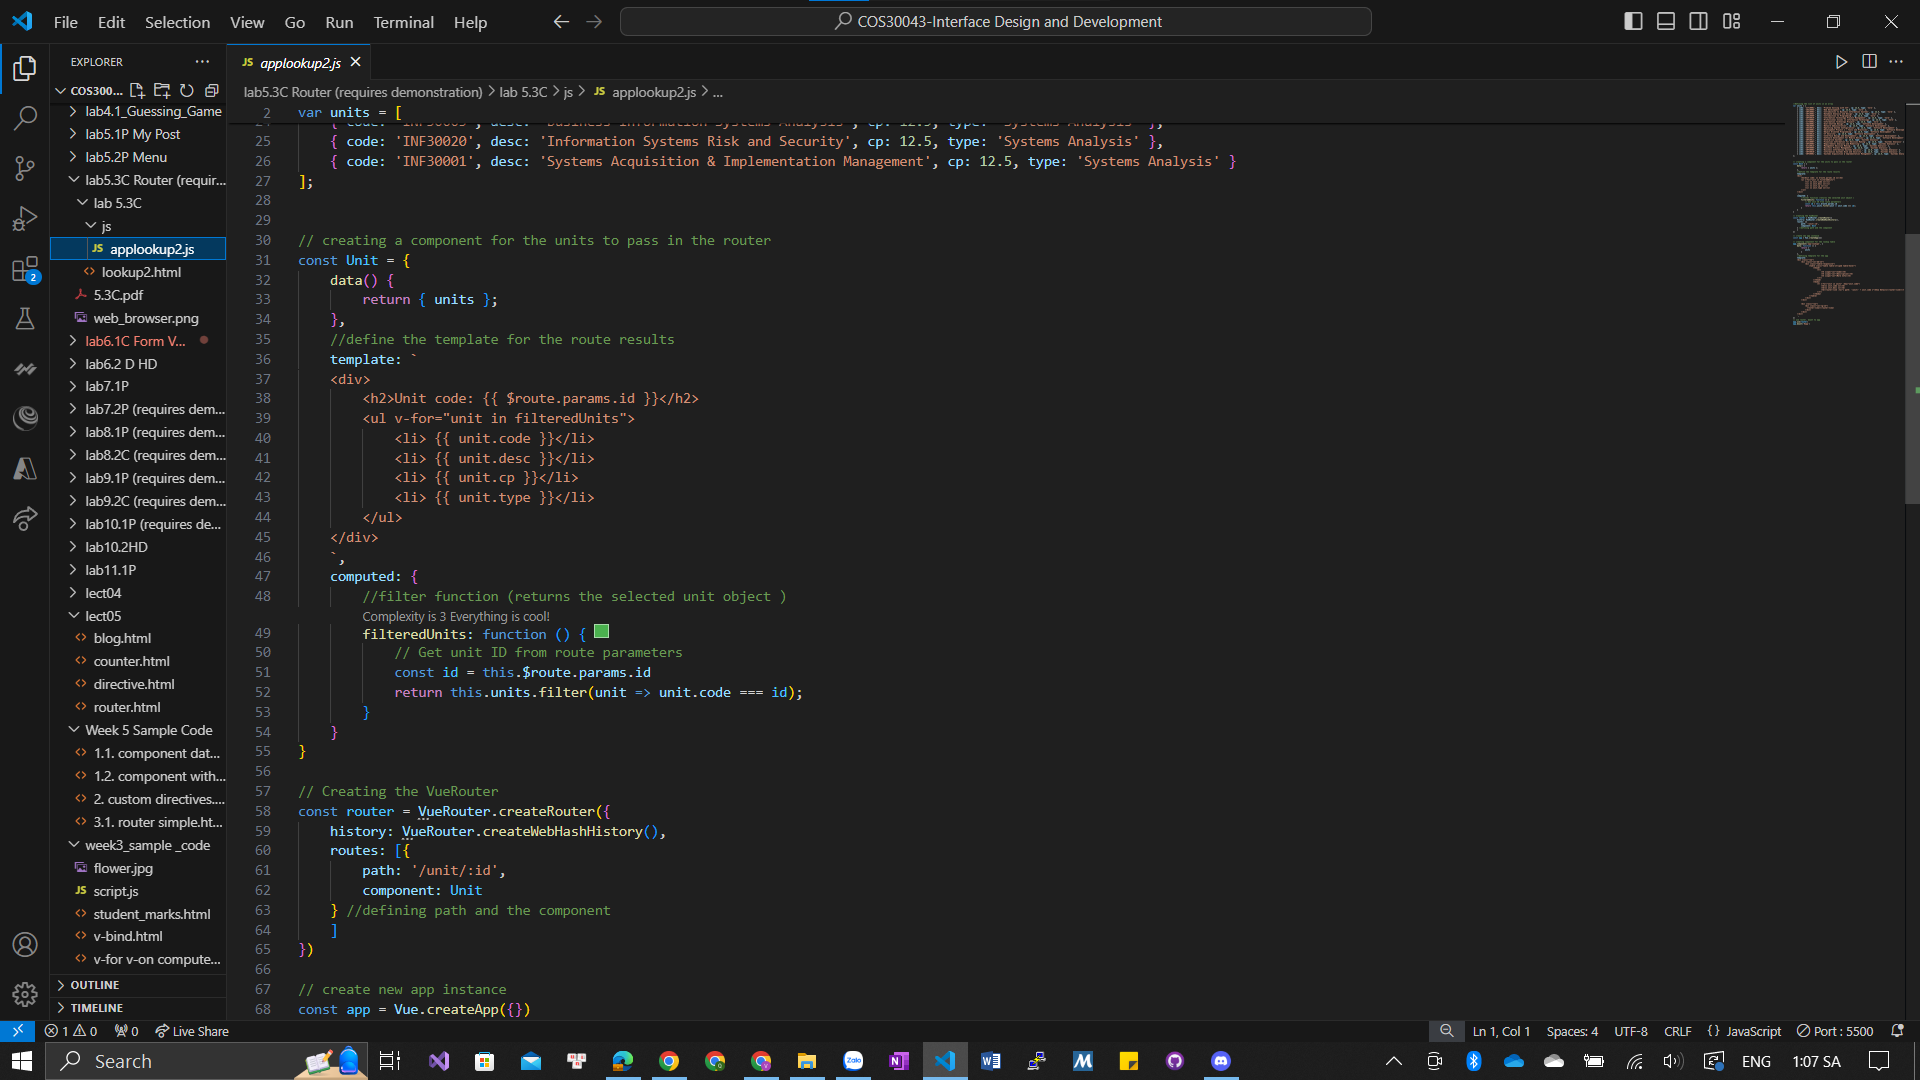 File Edit Selection View Go Run Terminal Help
COS30043-Interface Design and Development
EXPLORER
COS300...
lab4.1_Guessing_Game
lab5.1P My Post
lab5.2P Menu
lab5.3C Router (requir...
lab 5.3C
js
JS applookup2.js
lookup2.html
5.3C.pdf
web_browser.png
lab6.1C Form V...
lab6.2 D HD
lab7.1P
lab7.2P (requires dem...
lab8.1P (requires dem...
lab8.2C (requires dem...
lab9.1P (requires dem...
lab9.2C (requires dem...
lab10.1P (requires de...
lab10.2HD
lab11.1P
lect04
lect05
blog.html
counter.html
directive.html
router.html
Week 5 Sample Code
1.1. component dat...
1.2. component with...
2. custom directives....
3.1. router simple.ht...
week3_sample _code
flower.jpg
JS script.js
student_marks.html
v-bind.html
v-for v-on compute...
OUTLINE
TIMELINE
JS applookup2.js
lab5.3C Router (requires demonstration) > lab 5.3C > js > JS applookup2.js > ...
2 var units = [
25 { code: 'INF30020', desc: 'Information Systems Risk and Security', cp: 12.5, type: 'Systems Analysis' },
26 { code: 'INF30001', desc: 'Systems Acquisition & Implementation Management', cp: 12.5, type: 'Systems Analysis' }
27 ];
28
29
30 // creating a component for the units to pass in the router
31 const Unit = {
32 data() {
33 return { units };
34 },
35 //define the template for the route results
36 template: `
37 <div>
38 <h2>Unit code: {{ $route.params.id }}</h2>
39 <ul v-for="unit in filteredUnits">
40 <li> {{ unit.code }}</li>
41 <li> {{ unit.desc }}</li>
42 <li> {{ unit.cp }}</li>
43 <li> {{ unit.type }}</li>
44 </ul>
45 </div>
46 `,
47 computed: {
48 //filter function (returns the selected unit object )
Complexity is 3 Everything is cool!
49 filteredUnits: function () {
50 // Get unit ID from route parameters
51 const id = this.$route.params.id
52 return this.units.filter(unit => unit.code === id);
53 }
54 }
55 }
56
57 // Creating the VueRouter
58 const router = VueRouter.createRouter({
59 history: VueRouter.createWebHashHistory(),
60 routes: [{
61 path: '/unit/:id',
62 component: Unit
63 } //defining path and the component
64 ]
65 })
66
67 // create new app instance
68 const app = Vue.createApp({})
2
1 0 0 Live Share
Ln 1, Col 1 Spaces: 4 UTF-8 CRLF {} JavaScript Port : 5500
Search
Zalo
ENG 1:07 SA